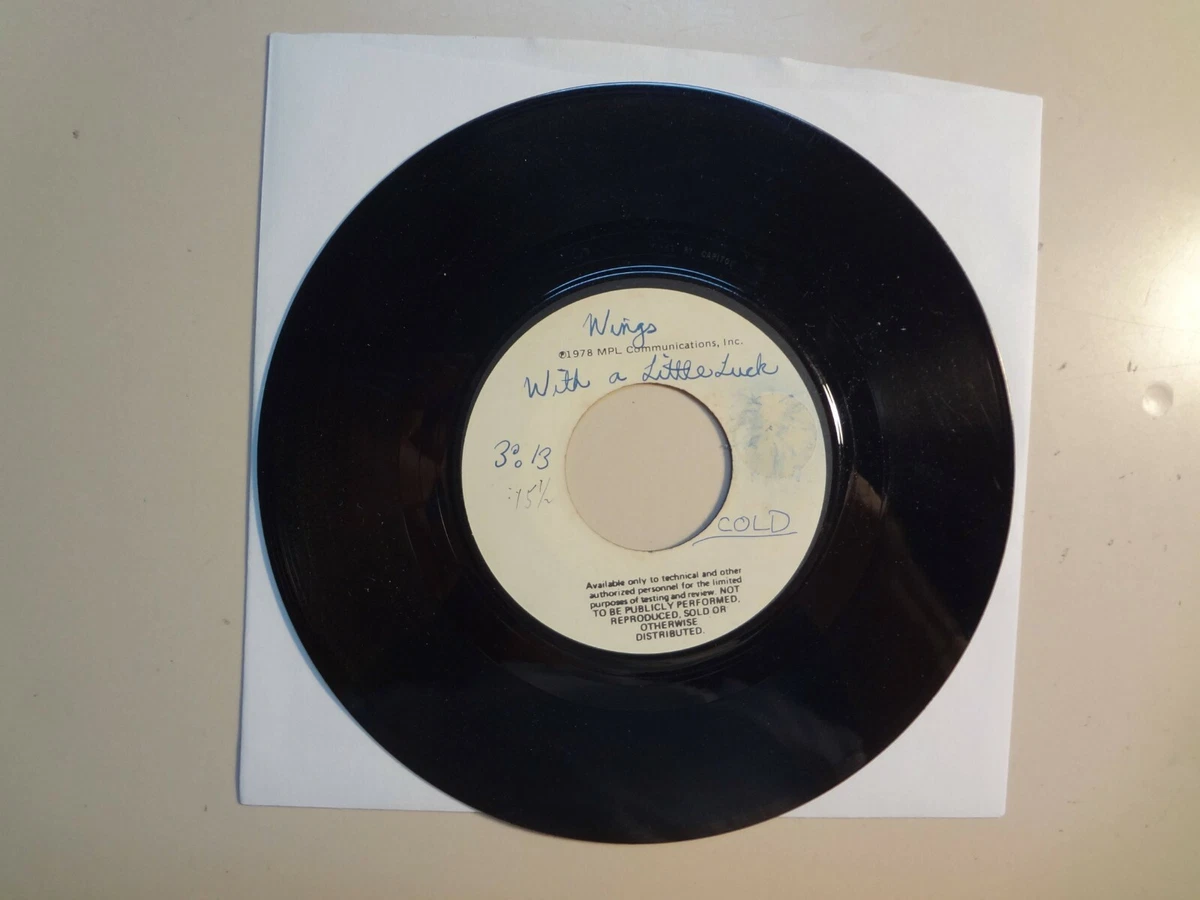 Wings
℗1978 MPL Communications, Inc.
With a Little Luck
3:13
:15½
COLD
Available only to technical and other
authorized personnel for the limited
purposes of testing and review. NOT
TO BE PUBLICLY PERFORMED,
REPRODUCED, SOLD OR
OTHERWISE
DISTRIBUTED.
BY CAPITOL